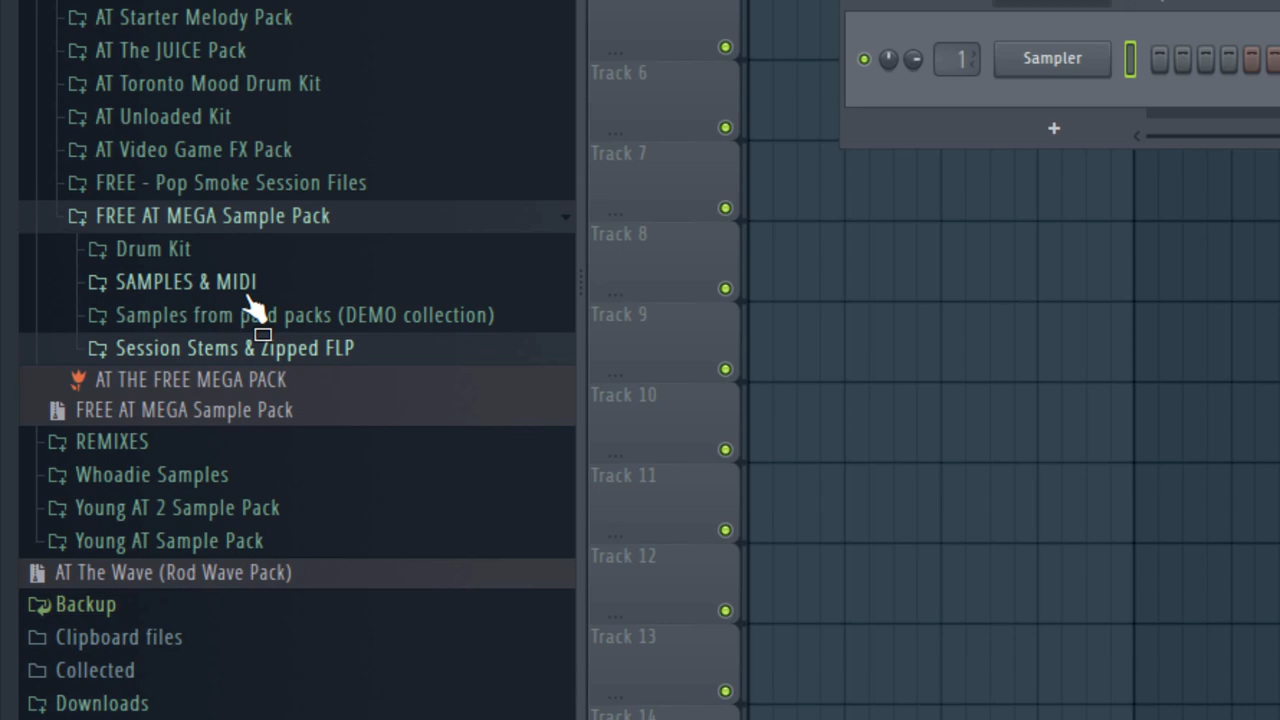 AT Starter Melody Pack
AT The JUICE Pack
AT Toronto Mood Drum Kit
AT Unloaded Kit
AT Video Game FX Pack
FREE - Pop Smoke Session Files
FREE AT MEGA Sample Pack
Drum Kit
SAMPLES & MIDI
Samples from paid packs (DEMO collection)
Session Stems & Zipped FLP
AT THE FREE MEGA PACK
FREE AT MEGA Sample Pack
REMIXES
Whoadie Samples
Young AT 2 Sample Pack
Young AT Sample Pack
AT The Wave (Rod Wave Pack)
Backup
Clipboard files
Collected
Downloads
Track 6
Track 7
Track 8
Track 9
Track 10
Track 11
Track 12
Track 13
Track 14
1
Sampler
+